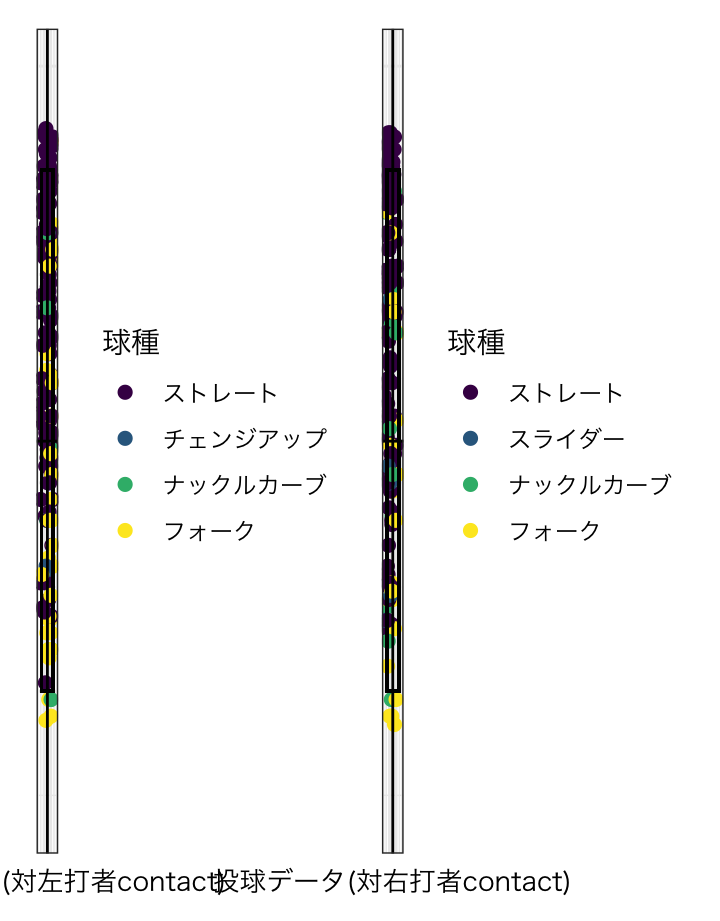 球種
ストレート
チェンジアップ
ナックルカーブ
フォーク
球種
ストレート
スライダー
ナックルカーブ
フォーク
(対左打者contact)
投球データ(対右打者contact)